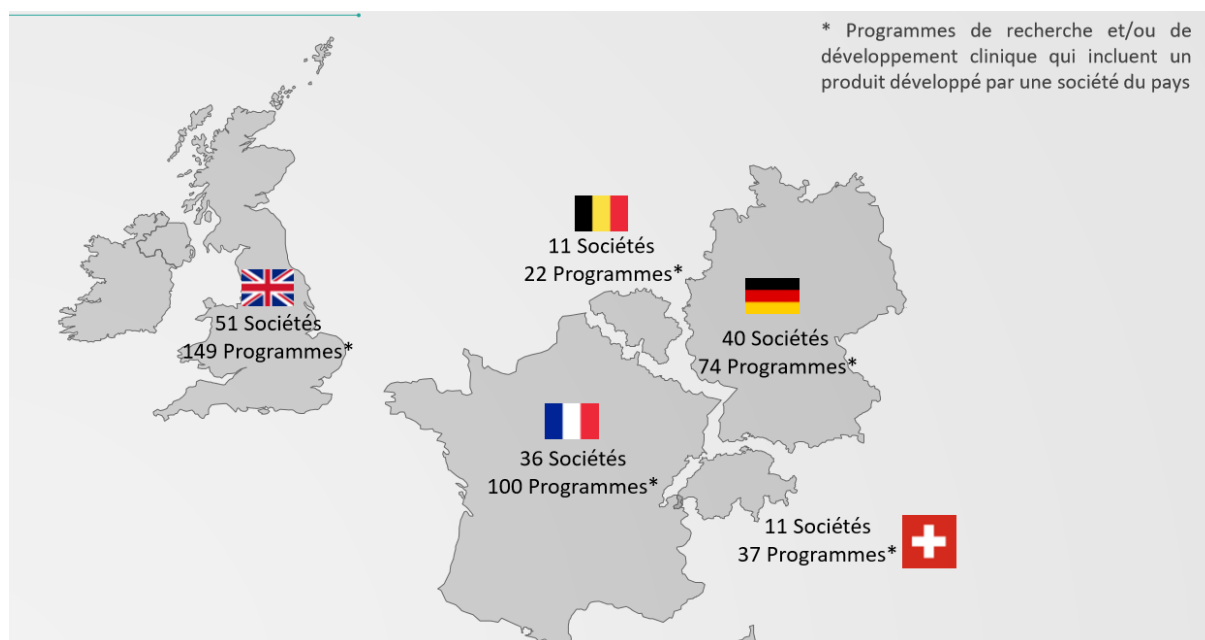 * Programmes de recherche et/ou de
développement clinique qui incluent un
produit développé par une société du pays
11 Sociétés
22 Programmes*
51 Sociétés
149 Programmes*
40 Sociétés
74 Programmes*
36 Sociétés
100 Programmes*
11 Sociétés
37 Programmes*